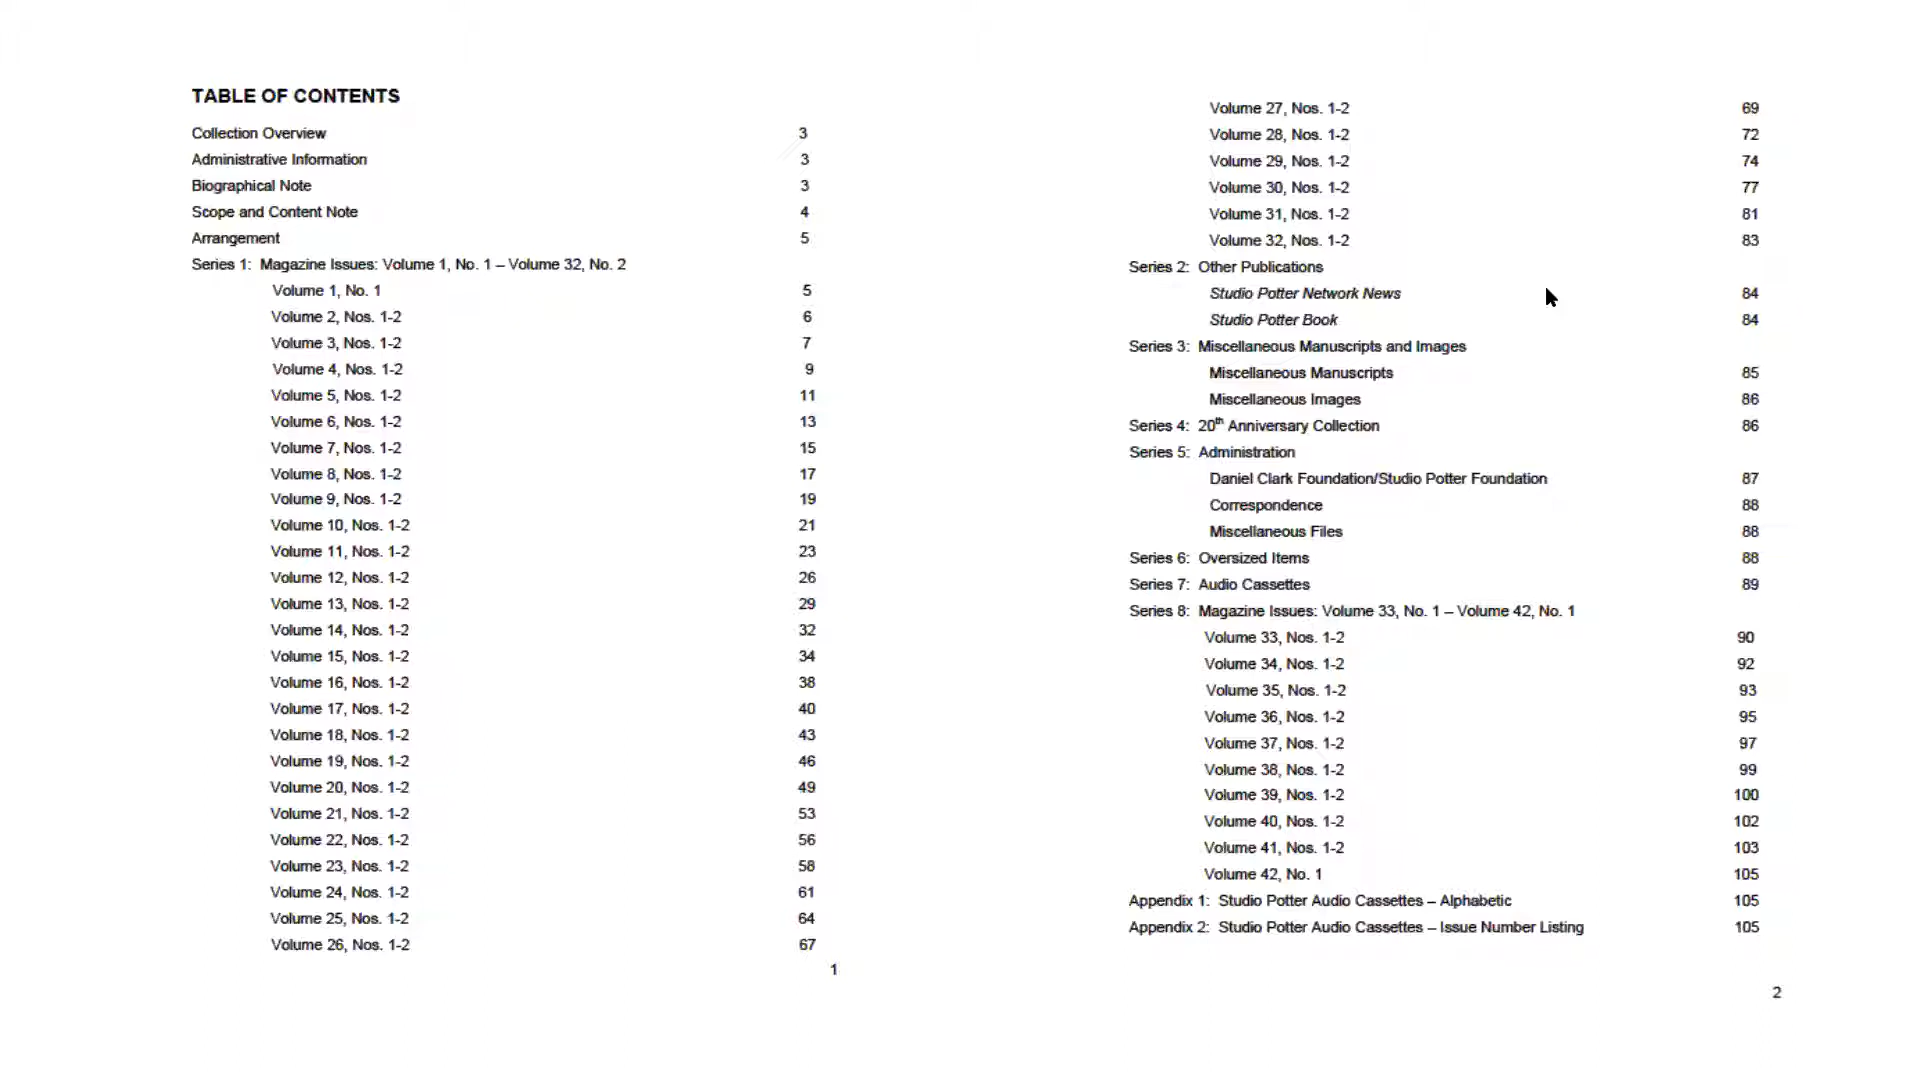 TABLE OF CONTENTS
Collection Overview 3
Administrative Information 3
Biographical Note 3
Scope and Content Note 4
Arrangement 5
Series 1: Magazine Issues: Volume 1, No. 1 – Volume 32, No. 2
Volume 1, No. 1 5
Volume 2, Nos. 1-2 6
Volume 3, Nos. 1-2 7
Volume 4, Nos. 1-2 9
Volume 5, Nos. 1-2 11
Volume 6, Nos. 1-2 13
Volume 7, Nos. 1-2 15
Volume 8, Nos. 1-2 17
Volume 9, Nos. 1-2 19
Volume 10, Nos. 1-2 21
Volume 11, Nos. 1-2 23
Volume 12, Nos. 1-2 26
Volume 13, Nos. 1-2 29
Volume 14, Nos. 1-2 32
Volume 15, Nos. 1-2 34
Volume 16, Nos. 1-2 38
Volume 17, Nos. 1-2 40
Volume 18, Nos. 1-2 43
Volume 19, Nos. 1-2 46
Volume 20, Nos. 1-2 49
Volume 21, Nos. 1-2 53
Volume 22, Nos. 1-2 56
Volume 23, Nos. 1-2 58
Volume 24, Nos. 1-2 61
Volume 25, Nos. 1-2 64
Volume 26, Nos. 1-2 67
1
Volume 27, Nos. 1-2 69
Volume 28, Nos. 1-2 72
Volume 29, Nos. 1-2 74
Volume 30, Nos. 1-2 77
Volume 31, Nos. 1-2 81
Volume 32, Nos. 1-2 83
Series 2: Other Publications
Studio Potter Network News 84
Studio Potter Book 84
Series 3: Miscellaneous Manuscripts and Images
Miscellaneous Manuscripts 85
Miscellaneous Images 86
Series 4: 20th Anniversary Collection 86
Series 5: Administration
Daniel Clark Foundation/Studio Potter Foundation 87
Correspondence 88
Miscellaneous Files 88
Series 6: Oversized Items 88
Series 7: Audio Cassettes 89
Series 8: Magazine Issues: Volume 33, No. 1 – Volume 42, No. 1
Volume 33, Nos. 1-2 90
Volume 34, Nos. 1-2 92
Volume 35, Nos. 1-2 93
Volume 36, Nos. 1-2 95
Volume 37, Nos. 1-2 97
Volume 38, Nos. 1-2 99
Volume 39, Nos. 1-2 100
Volume 40, Nos. 1-2 102
Volume 41, Nos. 1-2 103
Volume 42, No. 1 105
Appendix 1: Studio Potter Audio Cassettes – Alphabetic 105
Appendix 2: Studio Potter Audio Cassettes – Issue Number Listing 105
2